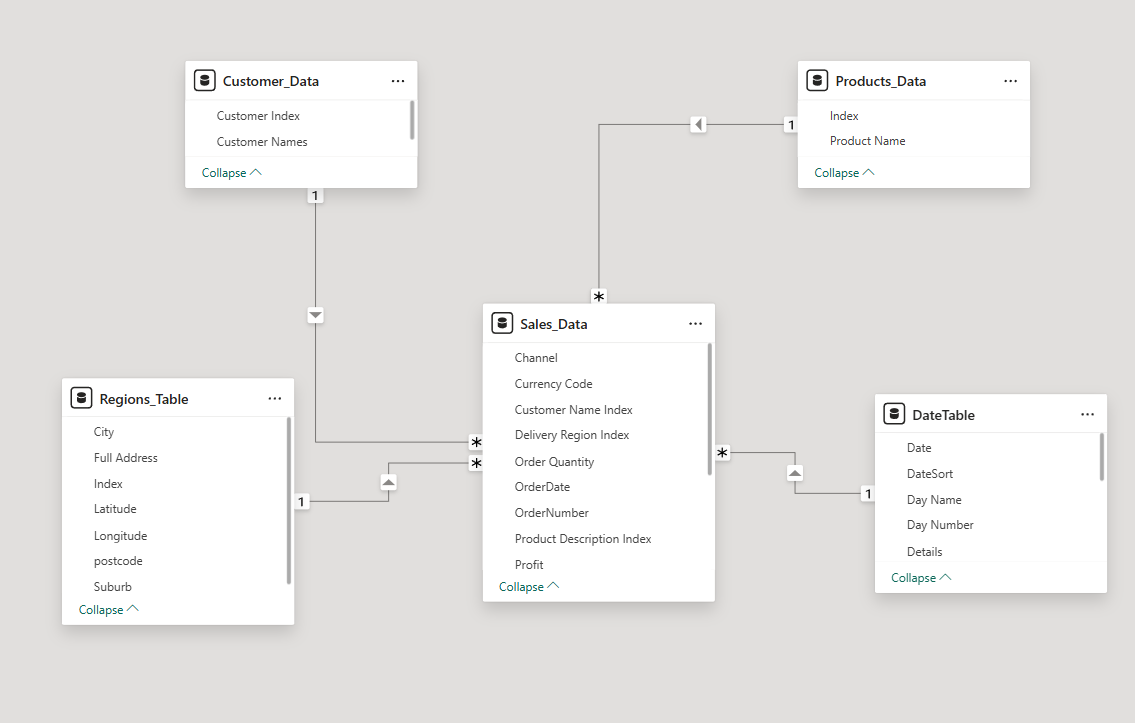 Customer_Data
Customer Index
Customer Names
Collapse
1
Products_Data
Index
Product Name
Collapse
1
*
Sales_Data
Channel
Currency Code
Customer Name Index
Delivery Region Index
Order Quantity
OrderDate
OrderNumber
Product Description Index
Profit
Collapse
*
*
*
Regions_Table
City
Full Address
Index
Latitude
Longitude
postcode
Suburb
Collapse
1
DateTable
Date
DateSort
Day Name
Day Number
Details
Collapse
1